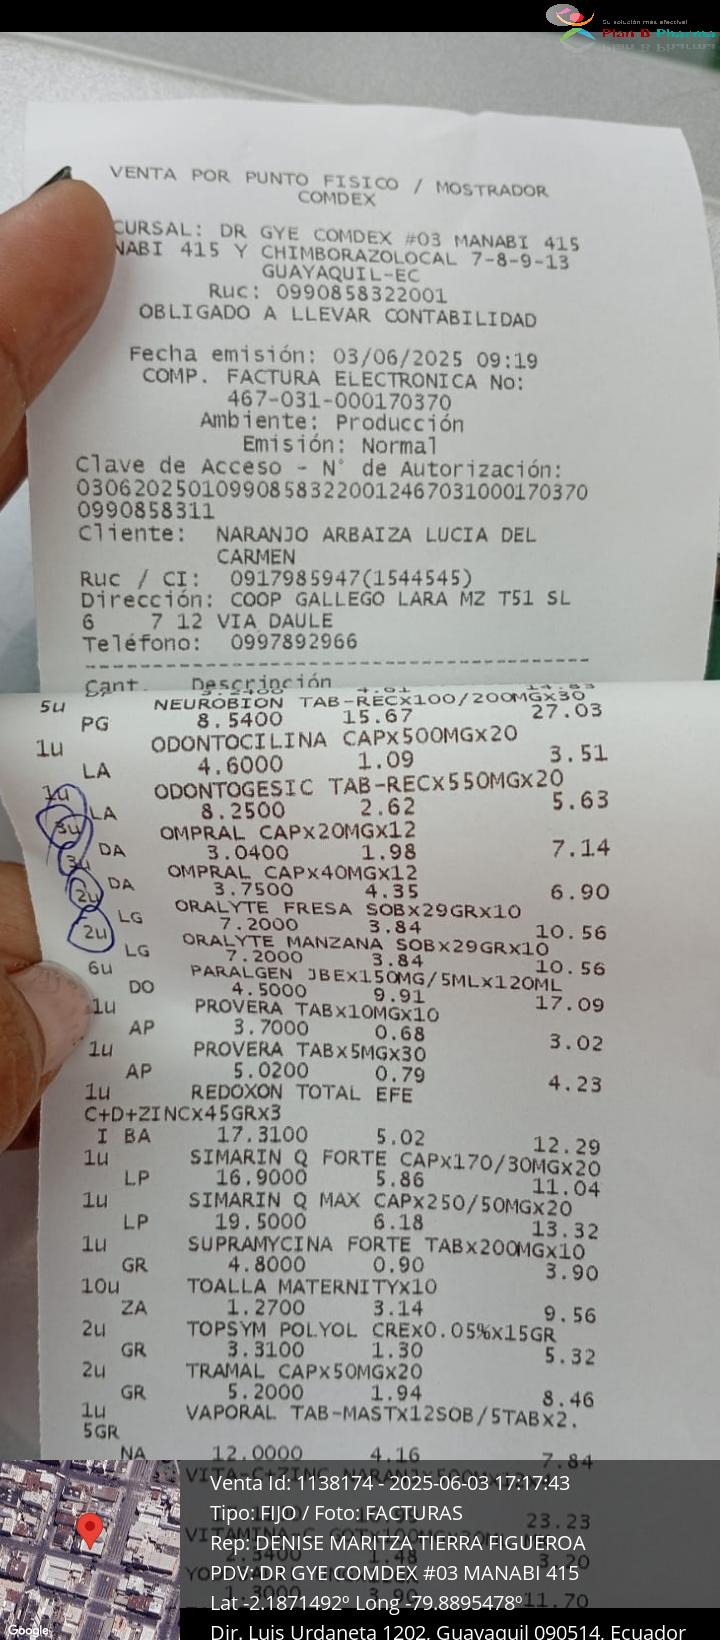 Su solución más efectiva!
Plan B Pharma
VENTA POR PUNTO FISICO / MOSTRADOR
COMDEX
CURSAL: DR GYE COMDEX #03 MANABI 415
NABI 415 Y CHIMBORAZOLOCAL 7-8-9-13
GUAYAQUIL-EC
Ruc: 0990858322001
OBLIGADO A LLEVAR CONTABILIDAD
Fecha emisión: 03/06/2025 09:19
COMP. FACTURA ELECTRONICA No:
467-031-000170370
Ambiente: Producción
Emisión: Normal
Clave de Acceso - N° de Autorización:
030620250109908583220012467031000170370
0990858311
Cliente: NARANJO ARBAIZA LUCIA DEL
CARMEN
Ruc / CI: 0917985947(1544545)
Dirección: COOP GALLEGO LARA MZ T51 SL
6 7 12 VIA DAULE
Teléfono: 0997892966
Cant. Descripción
5u NEUROBION TAB-RECx100/200MGx30
PG 8.5400 15.67 27.03
1u ODONTOCILINA CAPx500MGx20
LA 4.6000 1.09 3.51
1u ODONTOGESIC TAB-RECx550MGx20
LA 8.2500 2.62 5.63
3u OMPRAL CAPx20MGx12
DA 3.0400 1.98 7.14
3u OMPRAL CAPx40MGx12
DA 3.7500 4.35 6.90
2u ORALYTE FRESA SOBx29GRx10
LG 7.2000 3.84 10.56
2u ORALYTE MANZANA SOBx29GRx10
LG 7.2000 3.84 10.56
6u PARALGEN JBEx150MG/5MLx120ML
DO 4.5000 9.91 17.09
1u PROVERA TABx10MGx10
AP 3.7000 0.68 3.02
1u PROVERA TABx5MGx30
AP 5.0200 0.79 4.23
1u REDOXON TOTAL EFE
C+D+ZINCx45GRx3
I BA 17.3100 5.02 12.29
1u SIMARIN Q FORTE CAPx170/30MGx20
LP 16.9000 5.86 11.04
1u SIMARIN Q MAX CAPx250/50MGx20
LP 19.5000 6.18 13.32
1u SUPRAMYCINA FORTE TABx200MGx10
GR 4.8000 0.90 3.90
10u TOALLA MATERNITYx10
ZA 1.2700 3.14 9.56
2u TOPSYM POLYOL CREx0.05%x15GR
GR 3.3100 1.30 5.32
2u TRAMAL CAPx50MGx20
GR 5.2000 1.94 8.46
1u VAPORAL TAB-MASTx12SOB/5TABx2.
5GR
NA 12.0000 4.16 7.84
23.23
2.3400 1.48 3.20
1.3000 3.90 11.70
Venta Id: 1138174 - 2025-06-03 17:17:43
Tipo: FIJO / Foto: FACTURAS
Rep: DENISE MARITZA TIERRA FIGUEROA
PDV: DR GYE COMDEX #03 MANABI 415
Lat -2.1871492° Long -79.8895478°
Dir. Luis Urdaneta 1202, Guayaquil 090514, Ecuador
Google